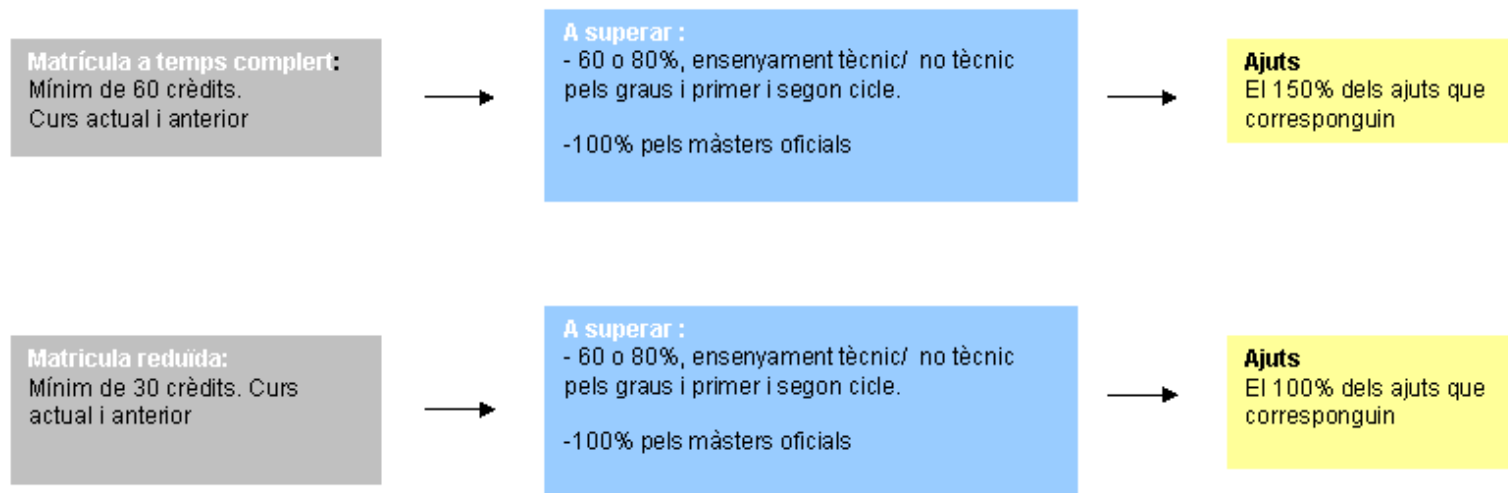 Matrícula a temps complert:
Mínim de 60 crèdits.
Curs actual i anterior
A superar :
- 60 o 80%, ensenyament tècnic/ no tècnic
pels graus i primer i segon cicle.
-100% pels màsters oficials
Ajuts
El 150% dels ajuts que
corresponguin
Matricula reduïda:
Mínim de 30 crèdits. Curs
actual i anterior
A superar :
- 60 o 80%, ensenyament tècnic/ no tècnic
pels graus i primer i segon cicle.
-100% pels màsters oficials
Ajuts
El 100% dels ajuts que
corresponguin